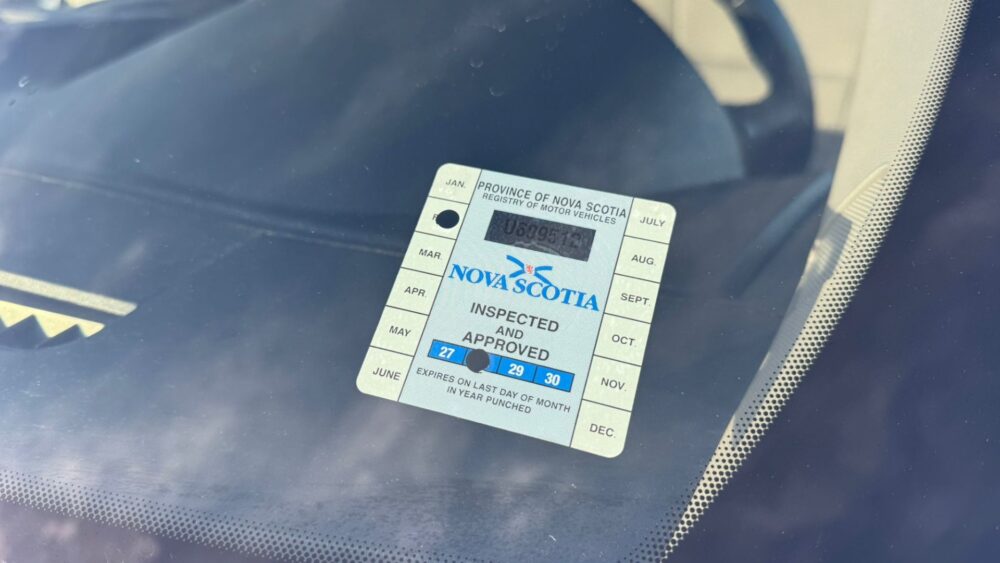 PROVINCE OF NOVA SCOTIA
REGISTRY OF MOTOR VEHICLES
NOVA SCOTIA
INSPECTED
AND
APPROVED
27 29 30
EXPIRES ON LAST DAY OF MONTH
IN YEAR PUNCHED
JAN.
MAR.
APR.
MAY
JUNE
JULY
AUG.
SEPT.
OCT.
NOV.
DEC.